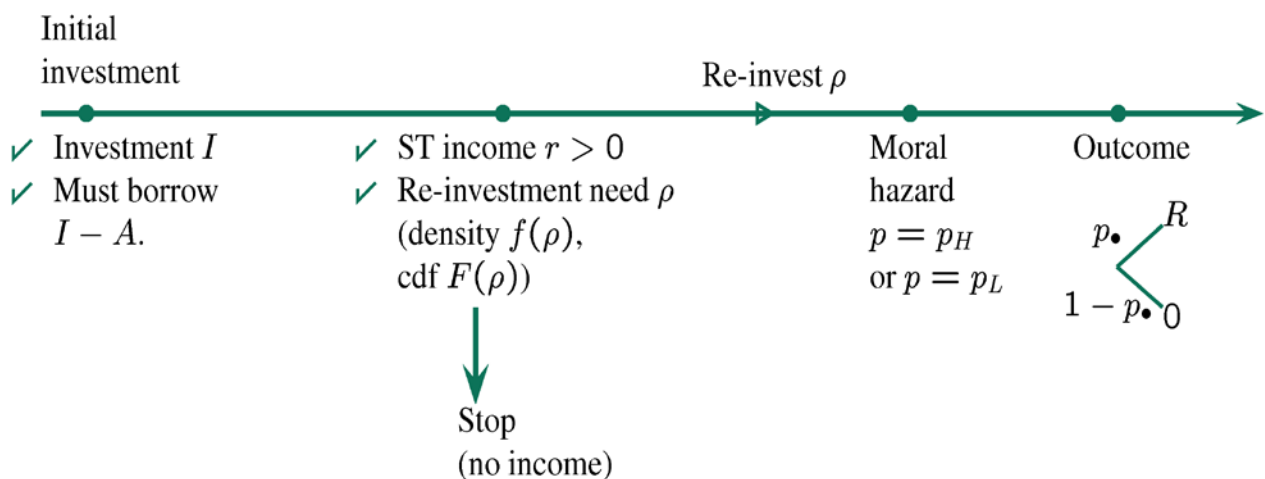 Initial
investment
Re-invest ρ
✓ Investment I
✓ Must borrow
I − A.
✓ ST income r > 0
✓ Re-investment need ρ
(density f(ρ),
cdf F(ρ))
Stop
(no income)
Moral
hazard
p = p_H
or p = p_L
Outcome
p•
R
1 − p•
0